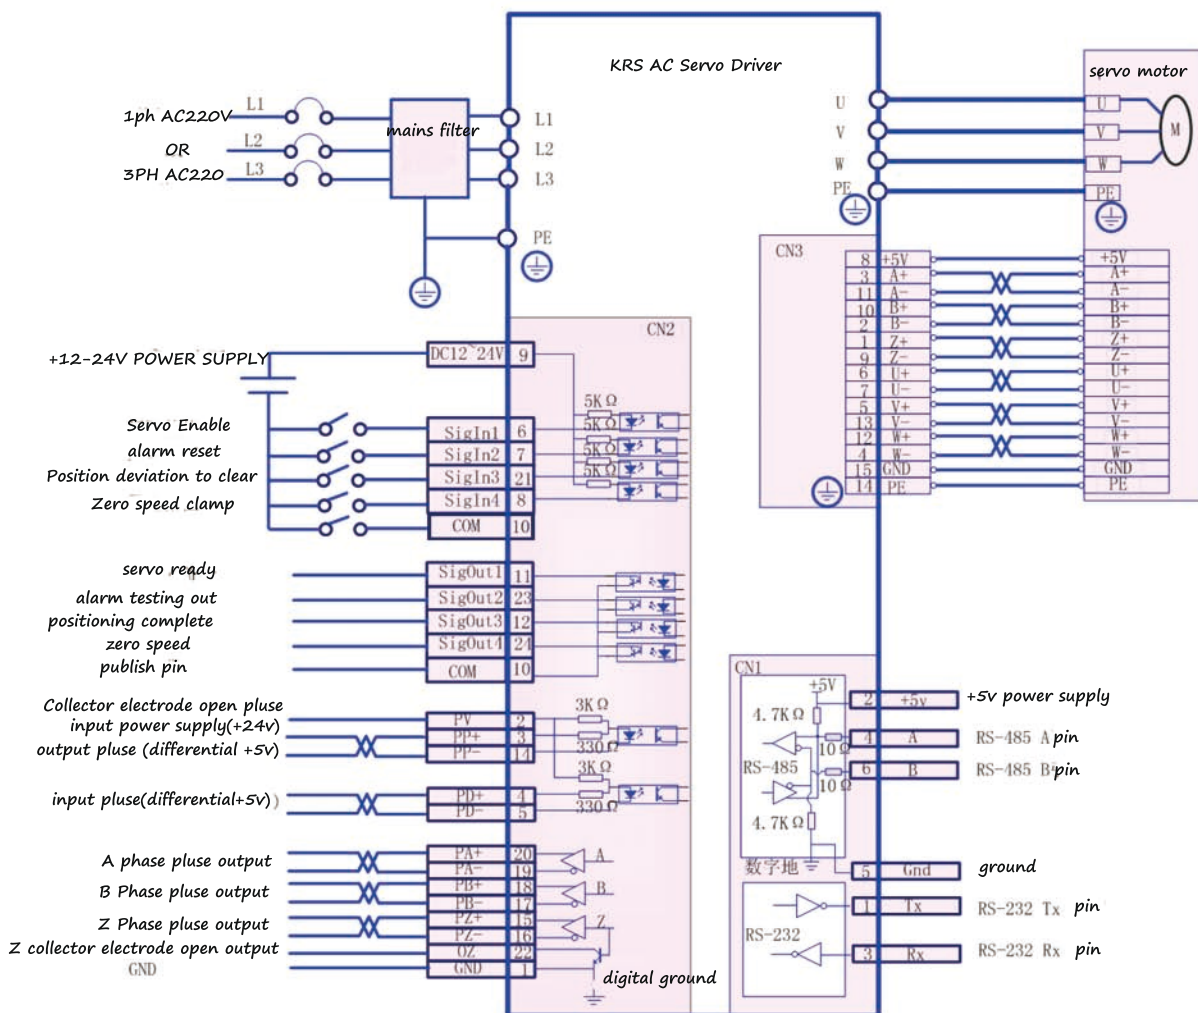 KRS AC Servo Driver
servo motor
1ph AC220V
OR
3PH AC220
L1
L2
L3
mains filter
L1
L2
L3
PE
U
V
W
PE
U
V
W
PE
M
CN3
8 +5V
3 A+
11 A-
10 B+
2 B-
1 Z+
9 Z-
6 U+
7 U-
5 V+
13 V-
12 W+
4 W-
15 GND
14 PE
+5V
A+
A-
B+
B-
Z+
Z-
U+
U-
V+
V-
W+
W-
GND
PE
CN2
+12-24V POWER SUPPLY
DC12~24V 9
Servo Enable
SigIn1 6
alarm reset
SigIn2 7
Position deviation to clear
SigIn3 21
Zero speed clamp
SigIn4 8
COM 10
5KΩ
5KΩ
5KΩ
5KΩ
servo ready
SigOut1 11
alarm testing out
SigOut2 23
positioning complete
SigOut3 12
zero speed
SigOut4 24
publish pin
COM 10
Collector electrode open pluse
input power supply(+24v)
output pluse (differential +5v)
PV 2
PP+ 3
PP- 14
3KΩ
330Ω
input pluse(differential+5v))
PD+ 4
PD- 5
3KΩ
330Ω
A phase pluse output
PA+ 20
PA- 19
A
B Phase pluse output
PB+ 18
PB- 17
B
Z Phase pluse output
PZ+ 15
PZ- 16
Z
Z collector electrode open output
OZ 22
GND
GND 1
digital ground
CN1
+5V
4.7KΩ
10Ω
RS-485
10Ω
4.7KΩ
数字地
RS-232
2 +5v
+5v power supply
4 A
RS-485 A pin
6 B
RS-485 B pin
5 Gnd
ground
1 Tx
RS-232 Tx pin
3 Rx
RS-232 Rx pin